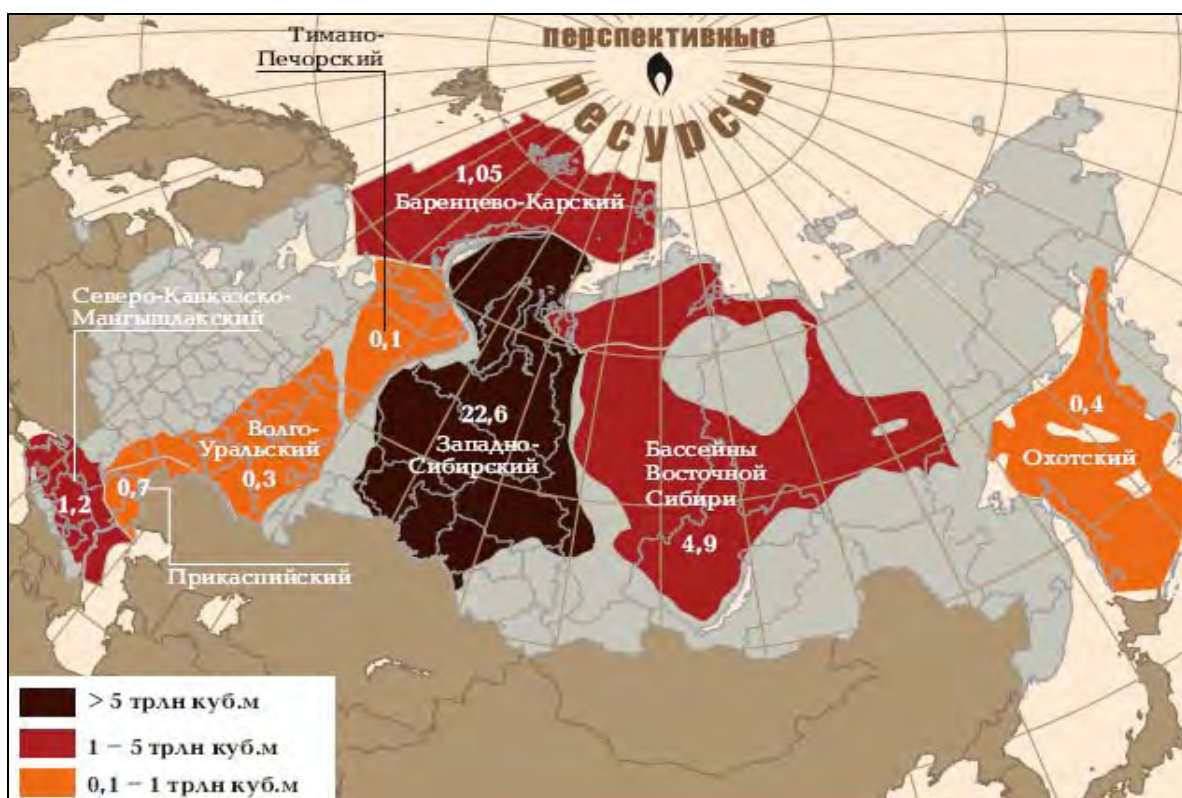 Тимано-
Печорский
перспективные
ресурсы
1,05
Баренцево-Карский
Северо-Кавказско-
Мангышлакский
0,1
22,6
Западно-
Сибирский
Волго-
Уральский
0,3
0,7
1,2
Прикаспийский
Бассейны
Восточной
Сибири
4,9
0,4
Охотский
> 5 трлн куб.м
1 – 5 трлн куб.м
0,1 – 1 трлн куб.м